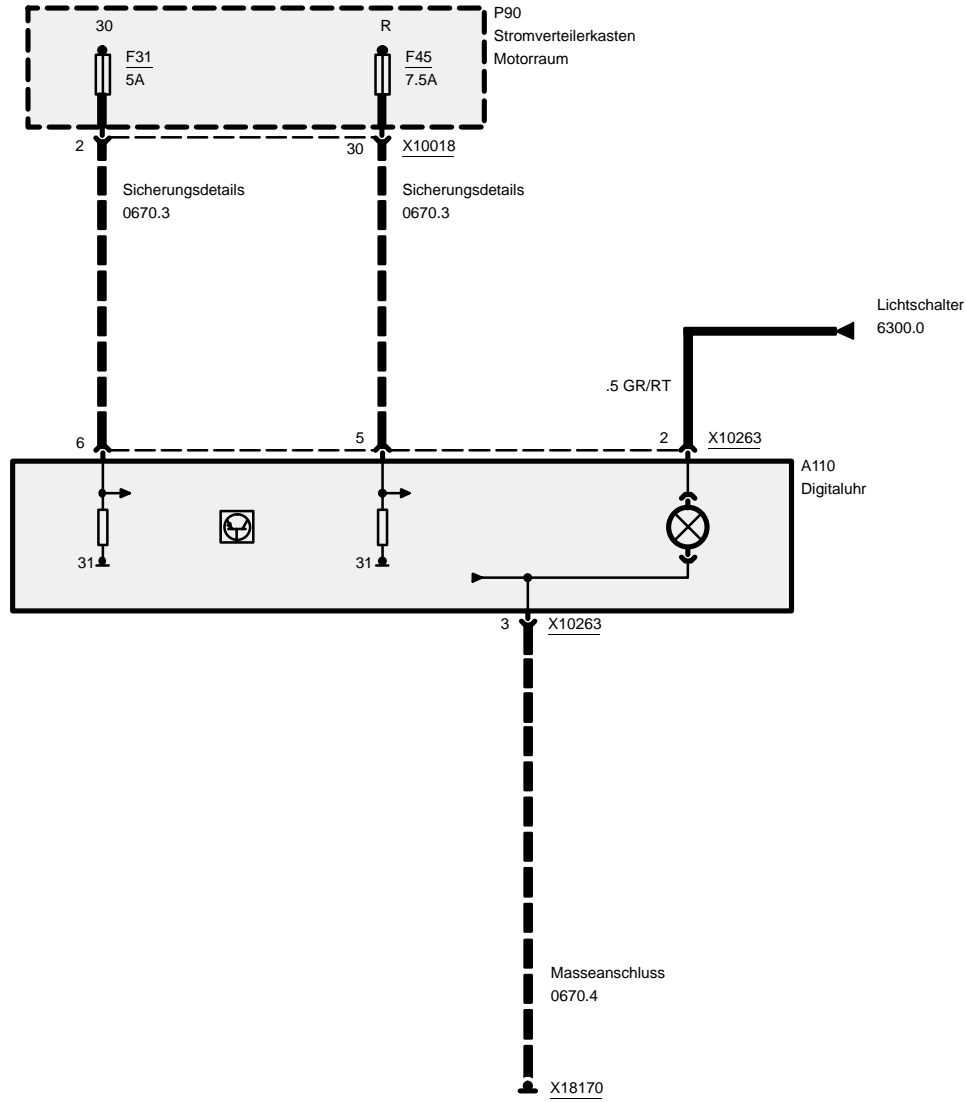 P90
Stromverteilerkasten
Motorraum
30
R
F31
5A
F45
7.5A
2
30
X10018
Sicherungsdetails
0670.3
Sicherungsdetails
0670.3
Lichtschalter
6300.0
.5 GR/RT
6
5
2
X10263
A110
Digitaluhr
31
31
3
X10263
Masseanschluss
0670.4
X18170